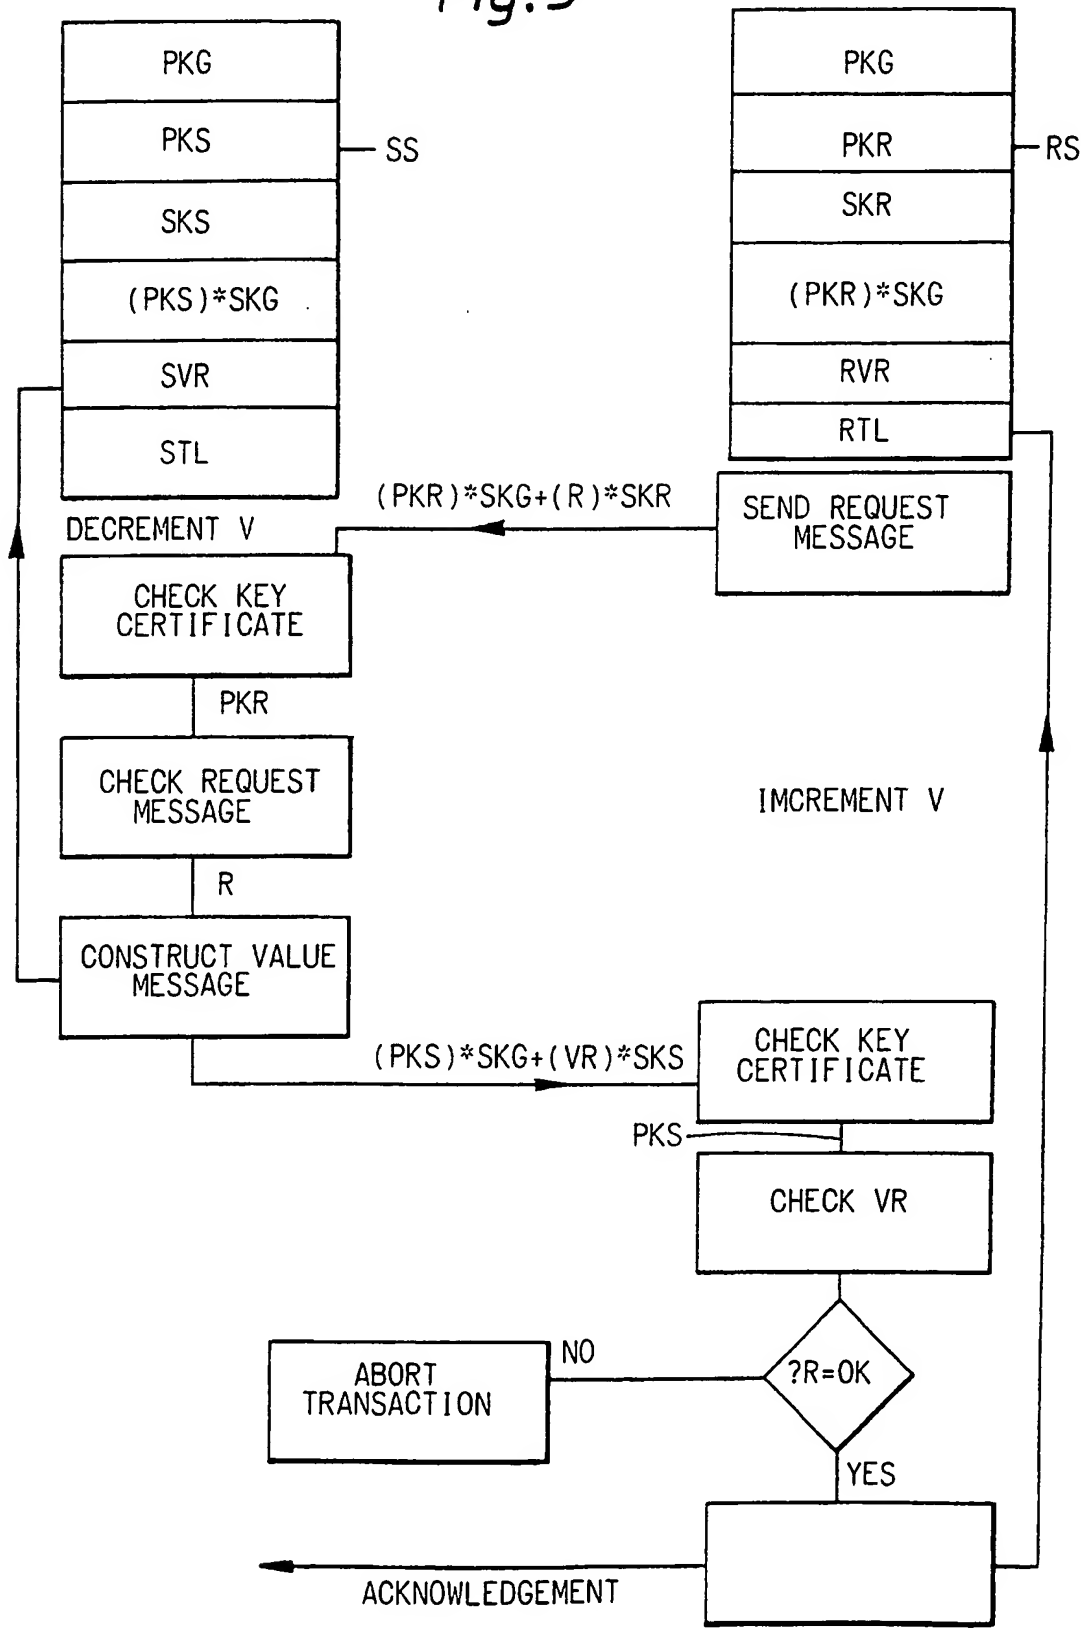 Fig.3
PKG
PKS
SS
SKS
(PKS)*SKG
SVR
STL
PKG
PKR
RS
SKR
(PKR)*SKG
RVR
RTL
(PKR)*SKG+(R)*SKR
SEND REQUEST
MESSAGE
DECREMENT V
CHECK KEY
CERTIFICATE
PKR
CHECK REQUEST
MESSAGE
IMCREMENT V
R
CONSTRUCT VALUE
MESSAGE
(PKS)*SKG+(VR)*SKS
CHECK KEY
CERTIFICATE
PKS
CHECK VR
?R=OK
NO
ABORT
TRANSACTION
YES
ACKNOWLEDGEMENT